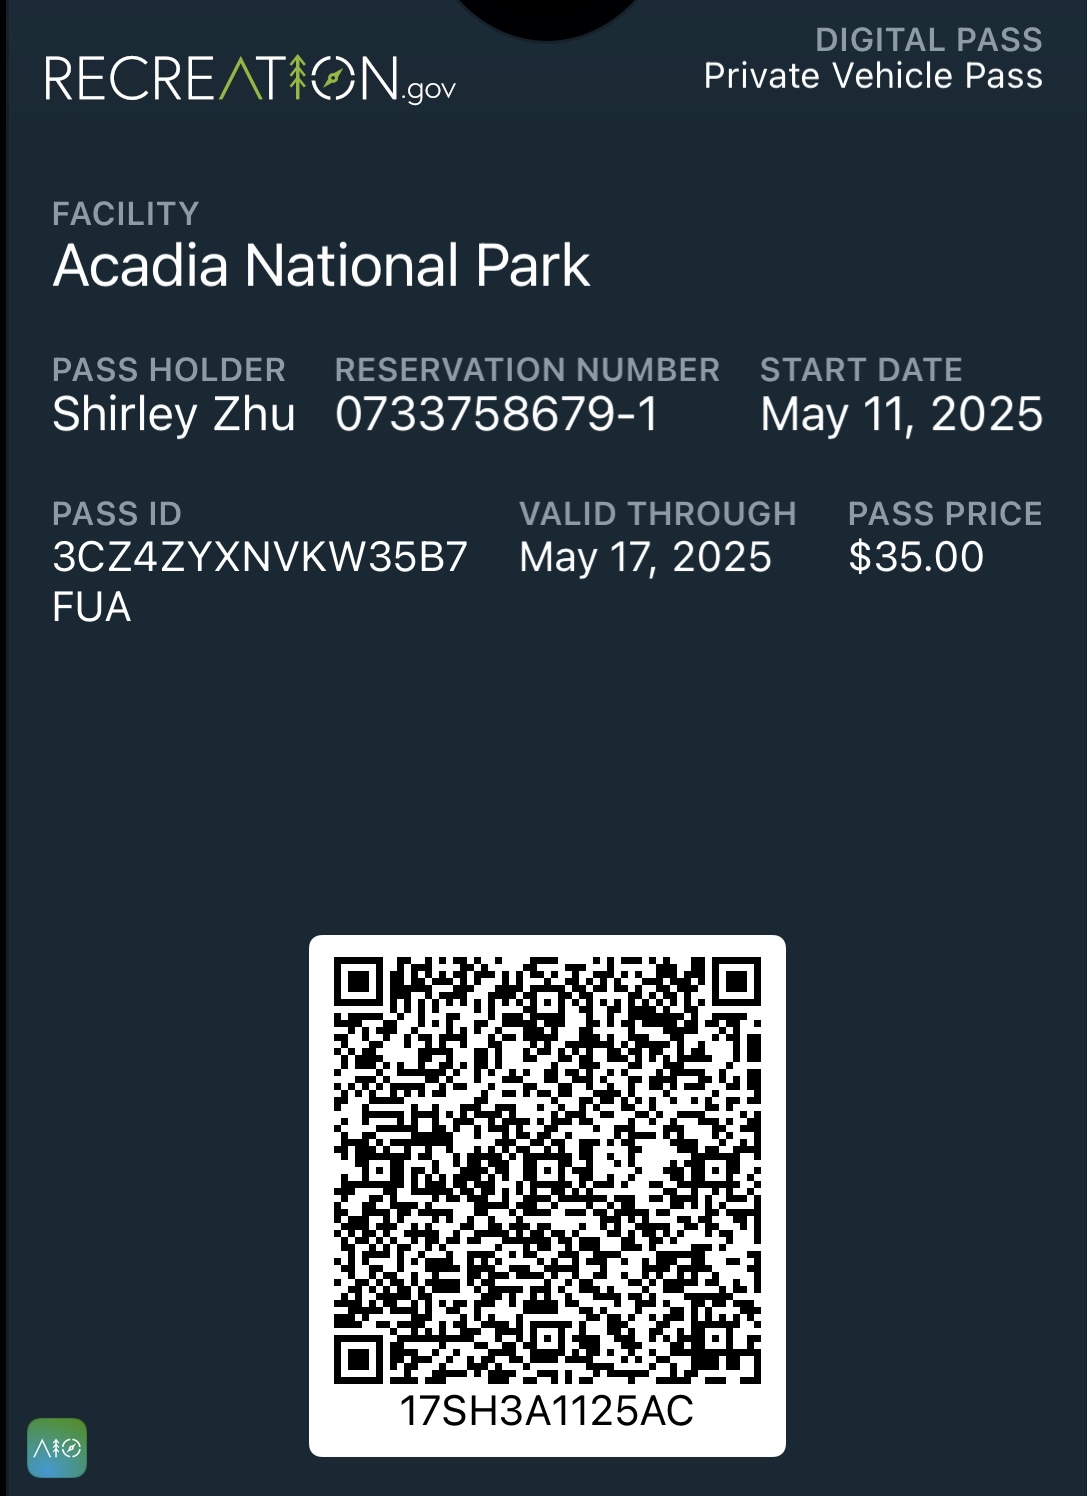 RECREATION.gov
DIGITAL PASS
Private Vehicle Pass
FACILITY
Acadia National Park
PASS HOLDER RESERVATION NUMBER START DATE
Shirley Zhu 0733758679-1 May 11, 2025
PASS ID VALID THROUGH PASS PRICE
3CZ4ZYXNVKW35B7 May 17, 2025 $35.00
FUA
17SH3A1125AC